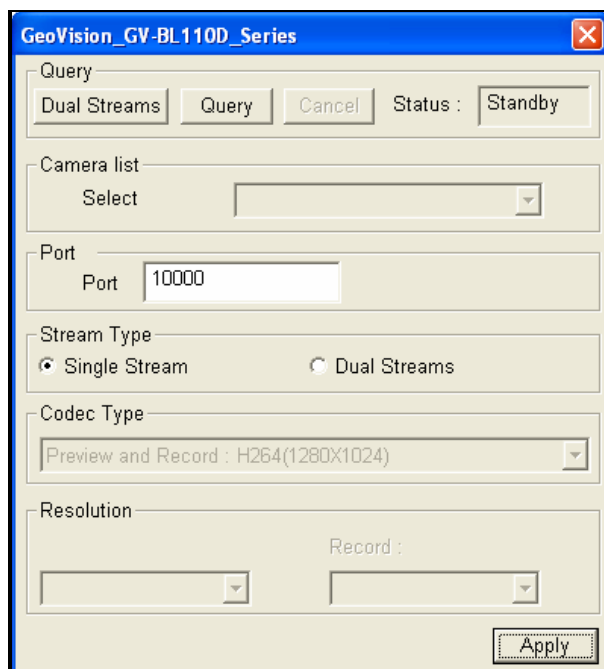 GeoVision_GV-BL110D_Series
Query
Dual Streams Query Cancel Status : Standby
Camera list
Select
Port
Port 10000
Stream Type
Single Stream Dual Streams
Codec Type
Preview and Record : H264(1280X1024)
Resolution
Record :
Apply